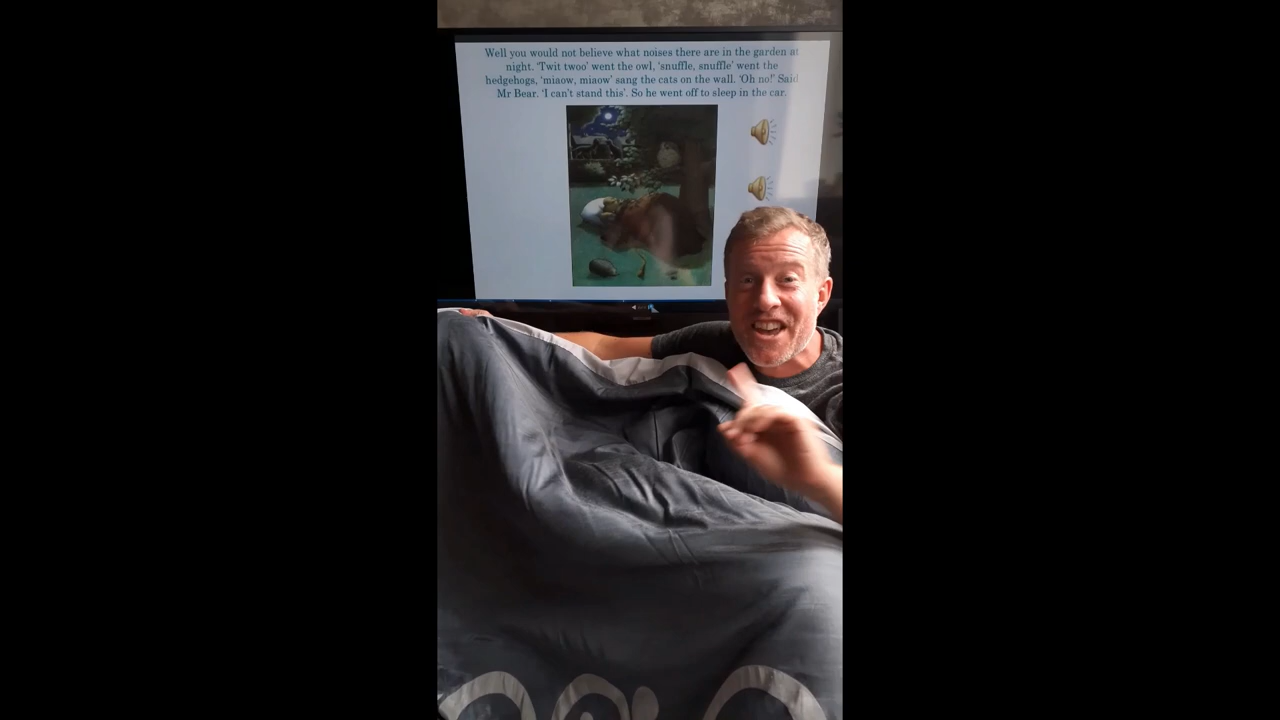 Well you would not believe what noises there are in the garden at
night. 'Twit twoo' went the owl, 'snuffle, snuffle' went the
hedgehogs, 'miaow, miaow' sang the cats on the wall. 'Oh no!' Said
Mr Bear. 'I can't stand this'. So he went off to sleep in the car.